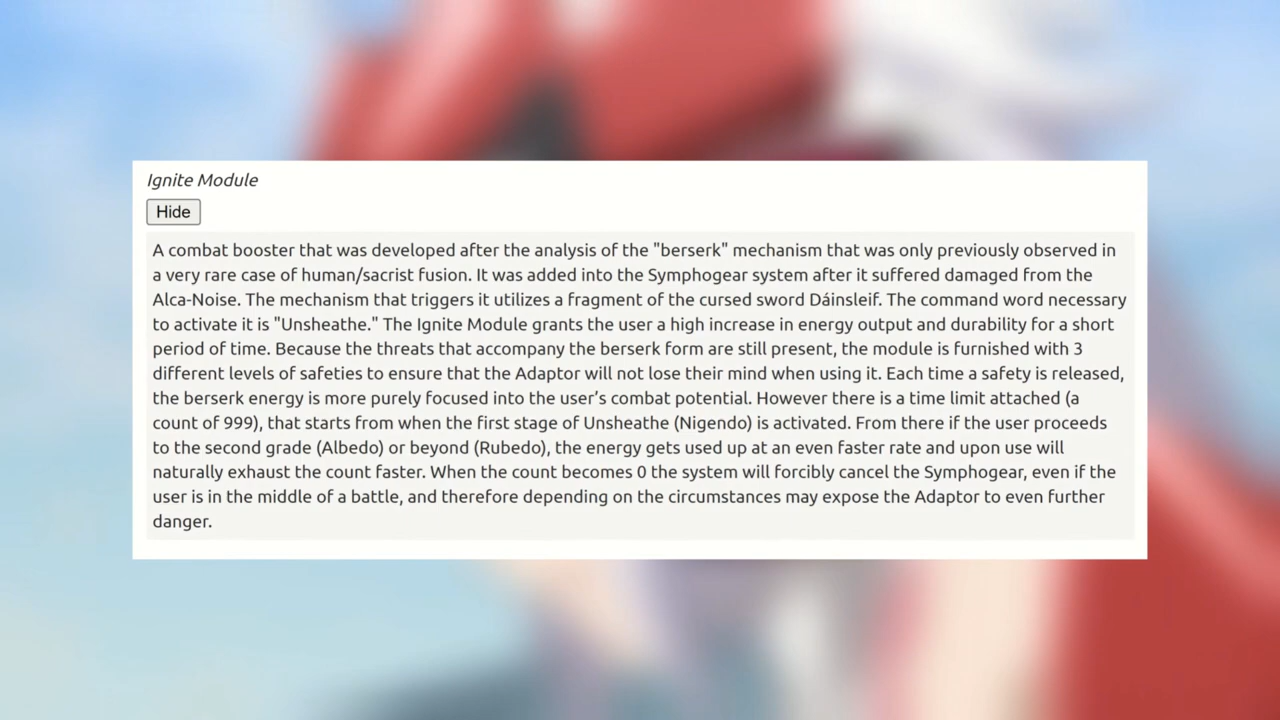 Ignite Module
Hide
A combat booster that was developed after the analysis of the "berserk" mechanism that was only previously observed in
a very rare case of human/sacrist fusion. It was added into the Symphogear system after it suffered damaged from the
Alca-Noise. The mechanism that triggers it utilizes a fragment of the cursed sword Dáinsleif. The command word necessary
to activate it is "Unsheathe." The Ignite Module grants the user a high increase in energy output and durability for a short
period of time. Because the threats that accompany the berserk form are still present, the module is furnished with 3
different levels of safeties to ensure that the Adaptor will not lose their mind when using it. Each time a safety is released,
the berserk energy is more purely focused into the user’s combat potential. However there is a time limit attached (a
count of 999), that starts from when the first stage of Unsheathe (Nigendo) is activated. From there if the user proceeds
to the second grade (Albedo) or beyond (Rubedo), the energy gets used up at an even faster rate and upon use will
naturally exhaust the count faster. When the count becomes 0 the system will forcibly cancel the Symphogear, even if the
user is in the middle of a battle, and therefore depending on the circumstances may expose the Adaptor to even further
danger.